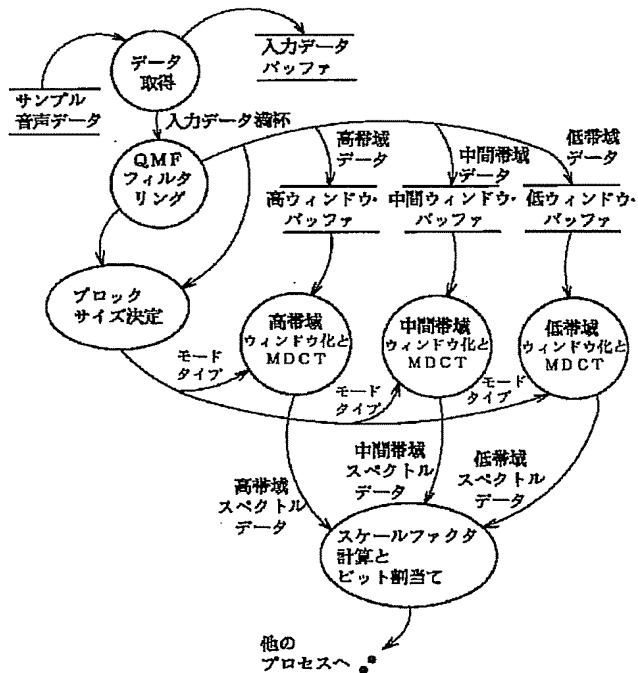 データ
取得
入力データ
バッファ
サンプル
音声データ
入力データ満杯
QMF
フィルタ
リング
高帯域
データ
中間帯域
データ
低帯域
データ
高ウィンドウ・
バッファ
中間ウィンドウ・
バッファ
低ウィンドウ・
バッファ
ブロック
サイズ決定
高帯域
ウィンドウ化と
MDCT
中間帯域
ウィンドウ化と
MDCT
低帯域
ウィンドウ化と
MDCT
モード
タイプ
モード
タイプ
モード
タイプ
高帯域
スペクトル
データ
中間帯域
スペクトル
データ
低帯域
スペクトル
データ
スケールファクタ
計算と
ビット割当て
他の
プロセスへ